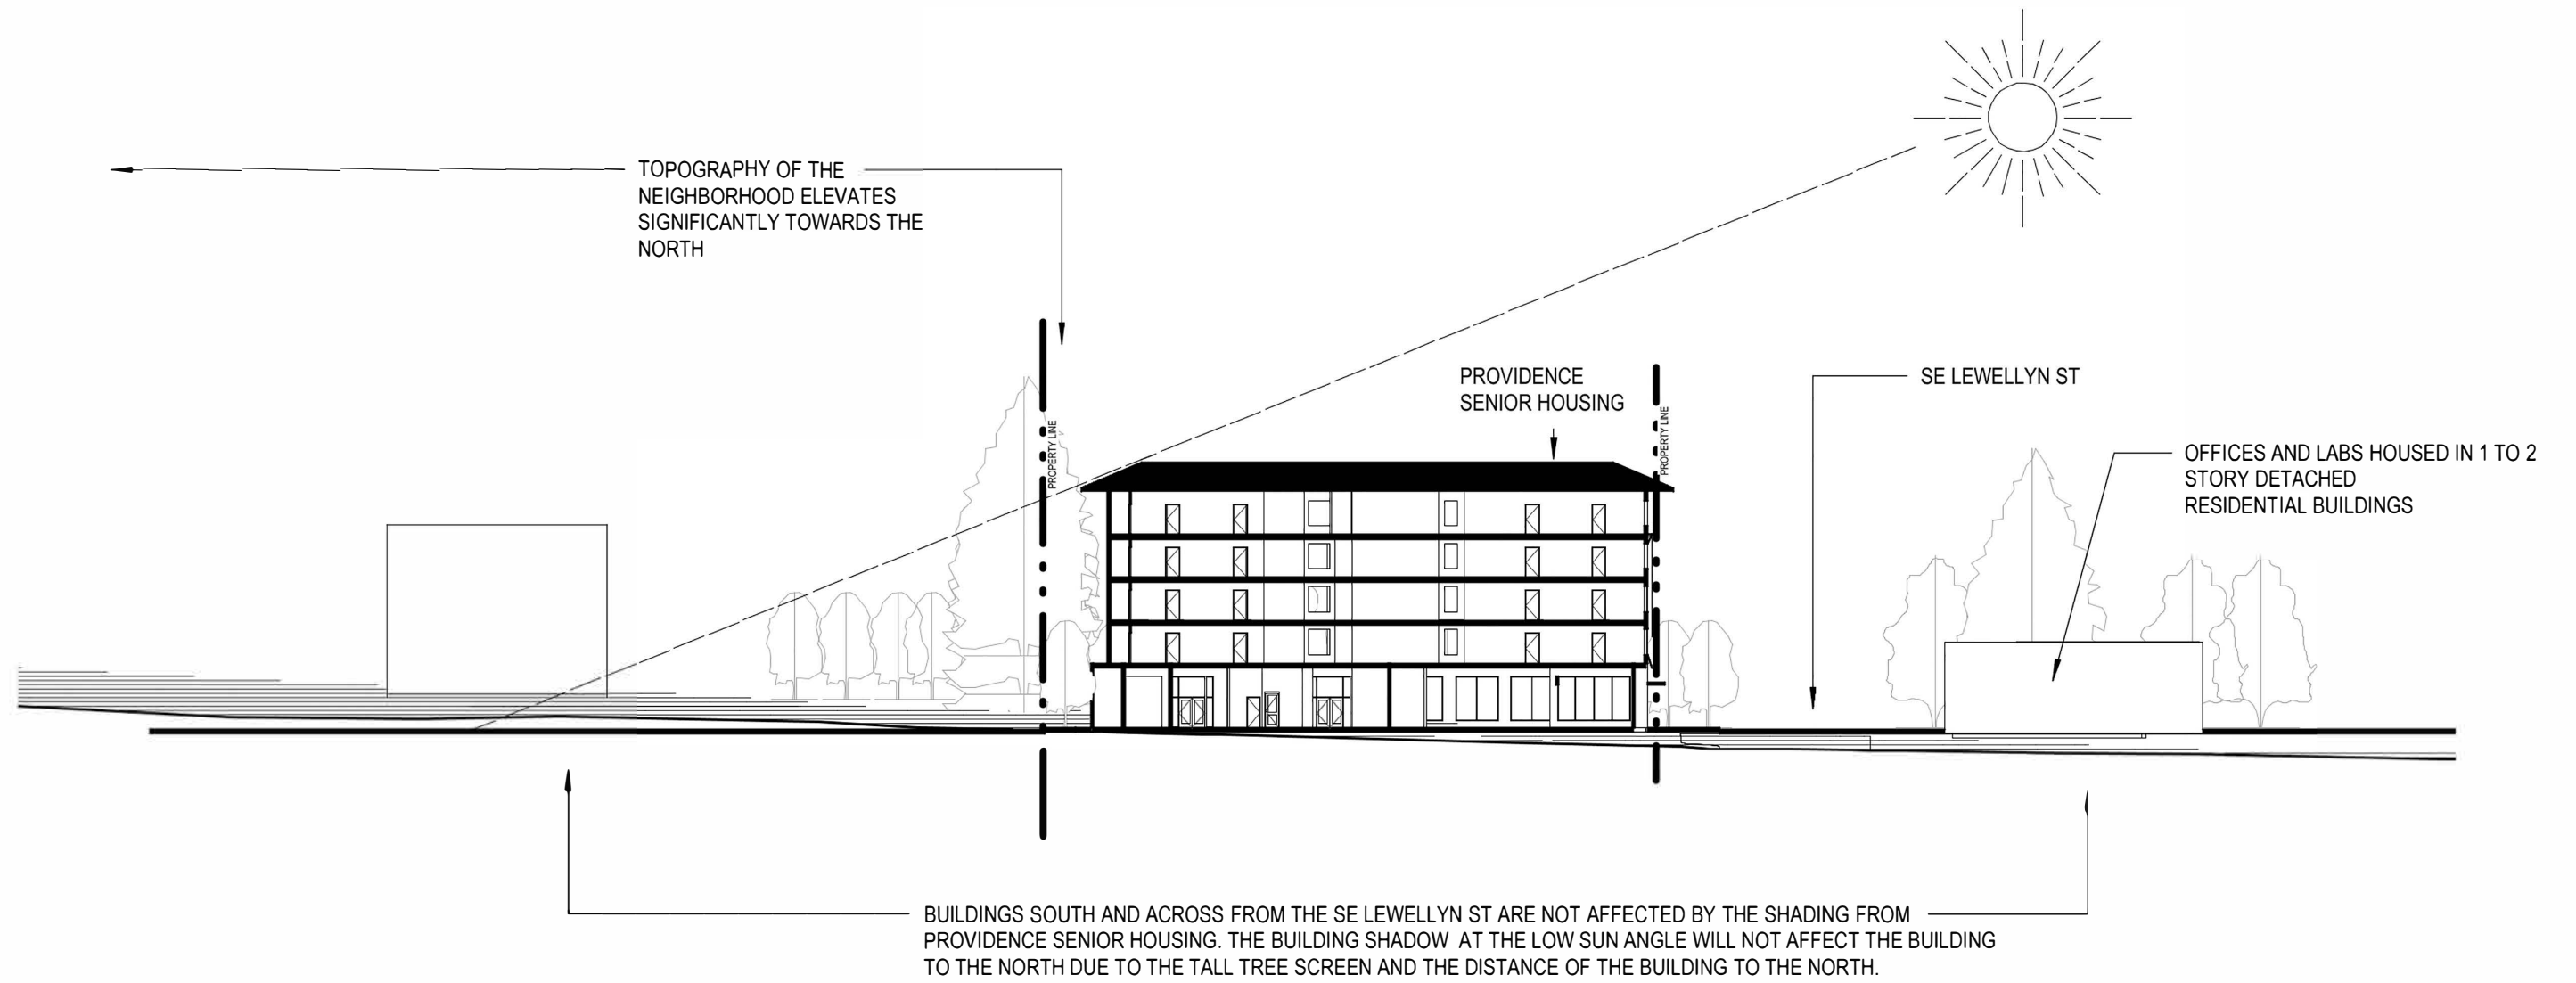 TOPOGRAPHY OF THE
NEIGHBORHOOD ELEVATES
SIGNIFICANTLY TOWARDS THE
NORTH
PROPERTY LINE
PROVIDENCE
SENIOR HOUSING
PROPERTY LINE
SE LEWELLYN ST
OFFICES AND LABS HOUSED IN 1 TO 2
STORY DETACHED
RESIDENTIAL BUILDINGS
BUILDINGS SOUTH AND ACROSS FROM THE SE LEWELLYN ST ARE NOT AFFECTED BY THE SHADING FROM
PROVIDENCE SENIOR HOUSING. THE BUILDING SHADOW AT THE LOW SUN ANGLE WILL NOT AFFECT THE BUILDING
TO THE NORTH DUE TO THE TALL TREE SCREEN AND THE DISTANCE OF THE BUILDING TO THE NORTH.